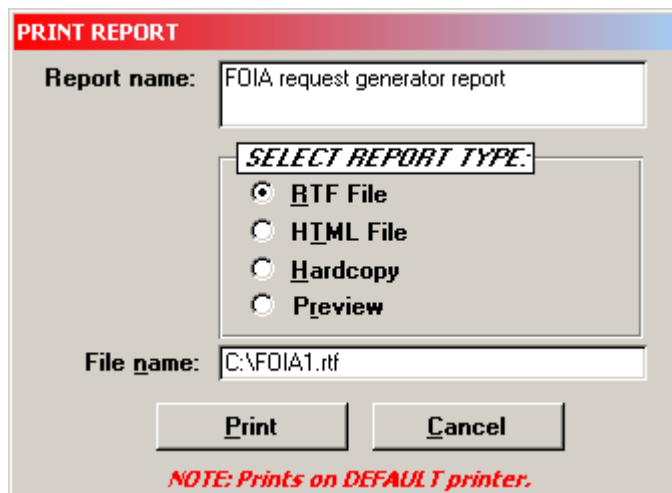 PRINT REPORT
Report name: FOIA request generator report
SELECT REPORT TYPE:
RTF File
HTML File
Hardcopy
Preview
File name: C:\FOIA1.rtf
Print Cancel
NOTE: Prints on DEFAULT printer.